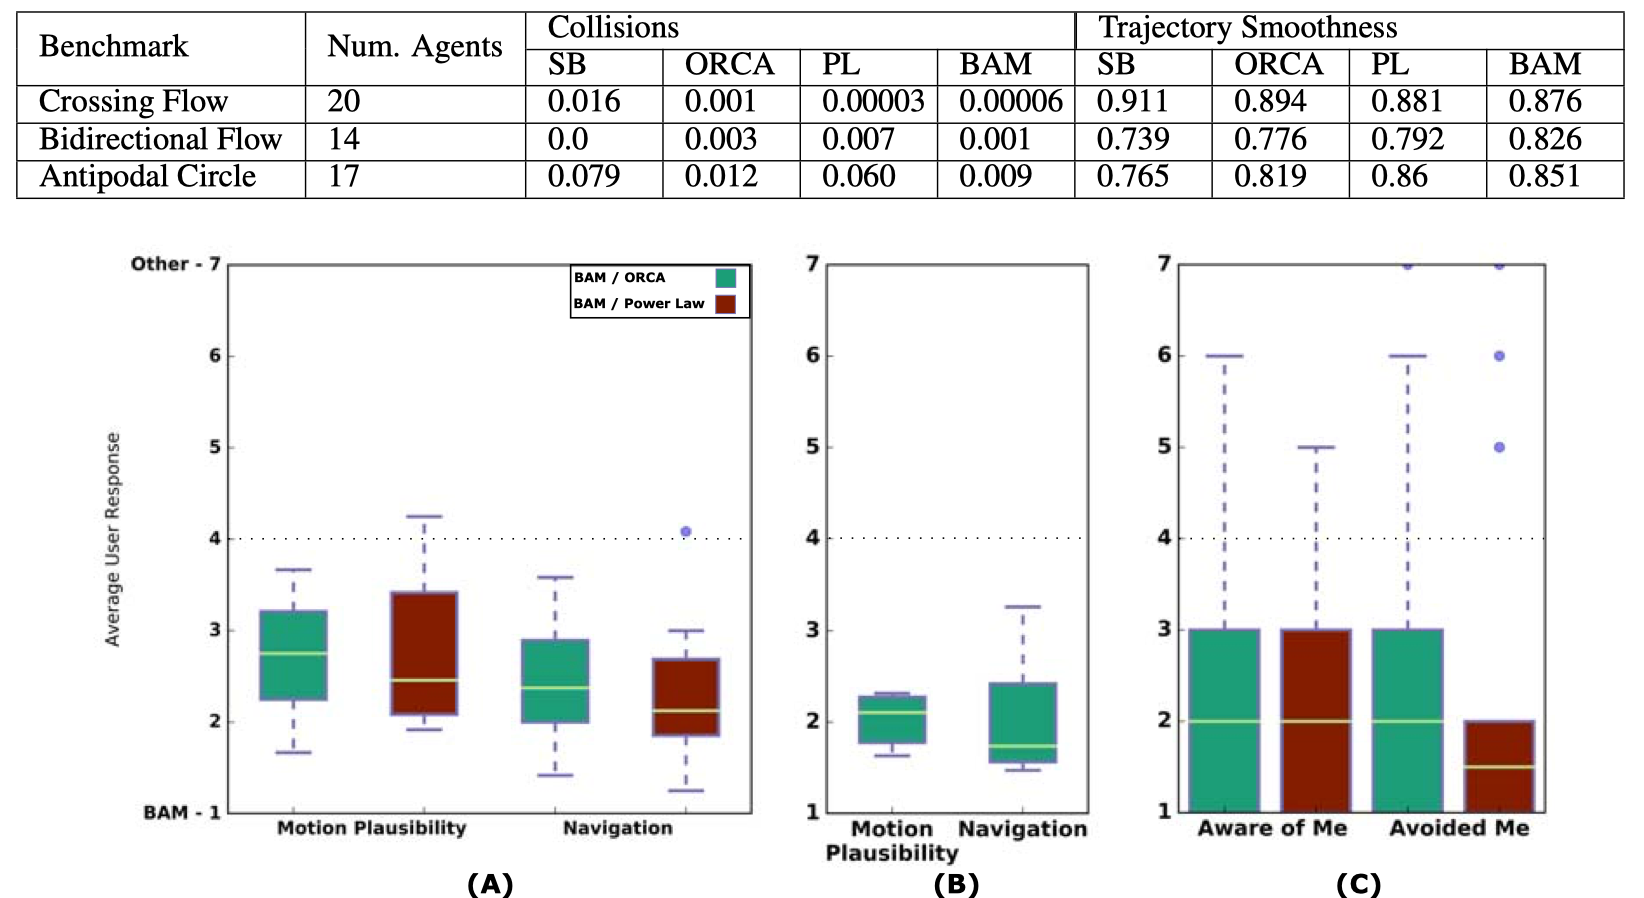 Benchmark Num. Agents Collisions Trajectory Smoothness
SB ORCA PL BAM SB ORCA PL BAM
Crossing Flow 20 0.016 0.001 0.00003 0.00006 0.911 0.894 0.881 0.876
Bidirectional Flow 14 0.0 0.003 0.007 0.001 0.739 0.776 0.792 0.826
Antipodal Circle 17 0.079 0.012 0.060 0.009 0.765 0.819 0.86 0.851
Average User Response
Other - 7
6
5
4
3
2
BAM - 1
BAM / ORCA
BAM / Power Law
Motion Plausibility Navigation
(A)
7
6
5
4
3
2
1
Motion Navigation
Plausibility
(B)
7
6
5
4
3
2
1
Aware of Me Avoided Me
(C)